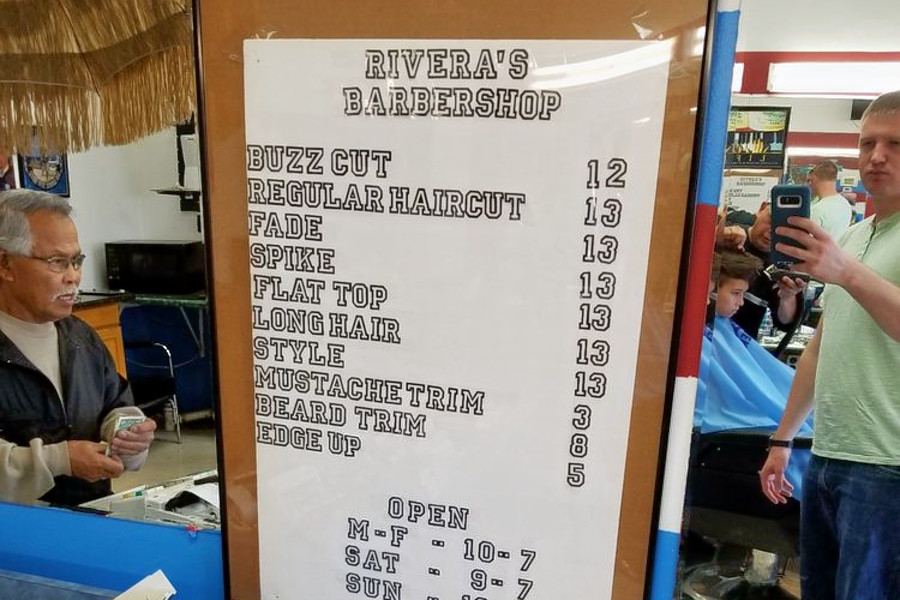 RIVERA'S
BARBERSHOP
BUZZ CUT 12
REGULAR HAIRCUT 13
FADE 13
SPIKE 13
FLAT TOP 13
LONG HAIR 13
STYLE 13
MUSTACHE TRIM 3
BEARD TRIM 8
EDGE UP 5
OPEN
M-F - 10-7
SAT - 9-7
SUN -